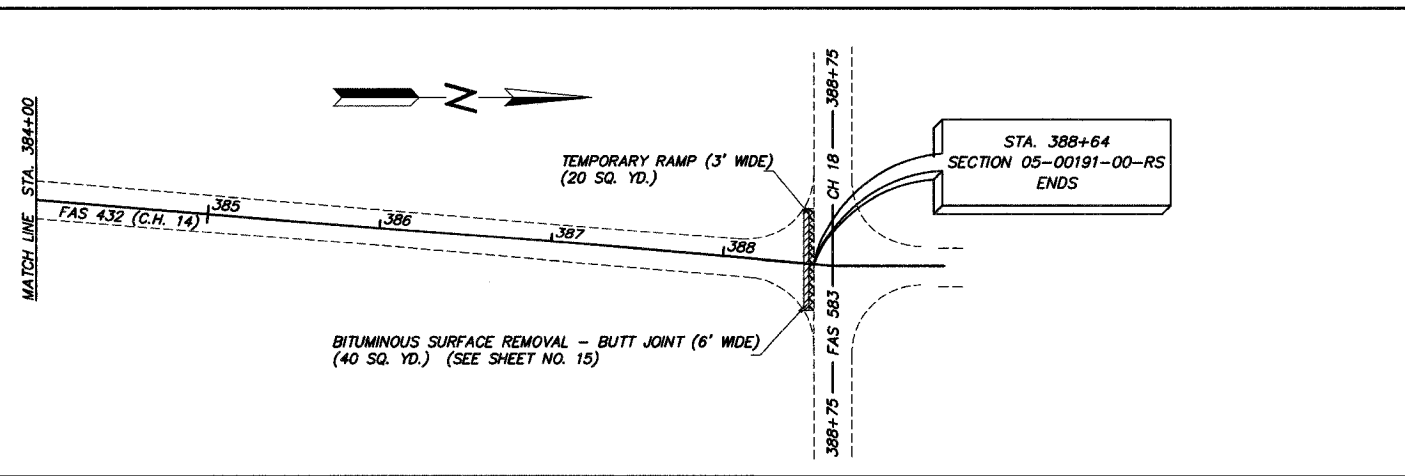 MATCH LINE STA. 384+00
FAS 432 (C.H. 14)
385
386
387
388
N
TEMPORARY RAMP (3' WIDE)
(20 SQ. YD.)
BITUMINOUS SURFACE REMOVAL – BUTT JOINT (6' WIDE)
(40 SQ. YD.) (SEE SHEET NO. 15)
388+75 — FAS 583 — CH 18 — 388+75
STA. 388+64
SECTION 05-00191-00-RS
ENDS